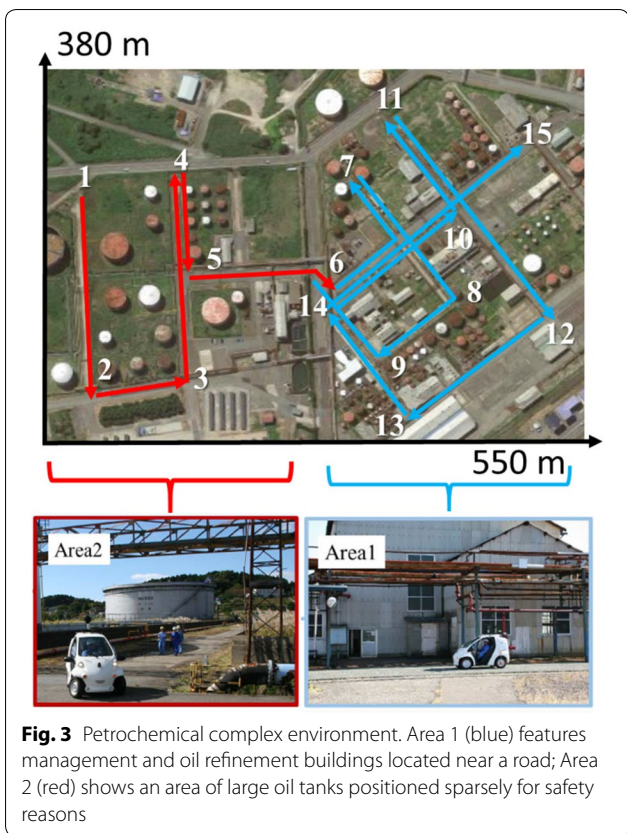 380 m
11
15
4
7
1
10
5
6
8
14
12
2
3
9
13
550 m
Area2
Area1
Fig. 3 Petrochemical complex environment. Area 1 (blue) features
management and oil refinement buildings located near a road; Area
2 (red) shows an area of large oil tanks positioned sparsely for safety
reasons